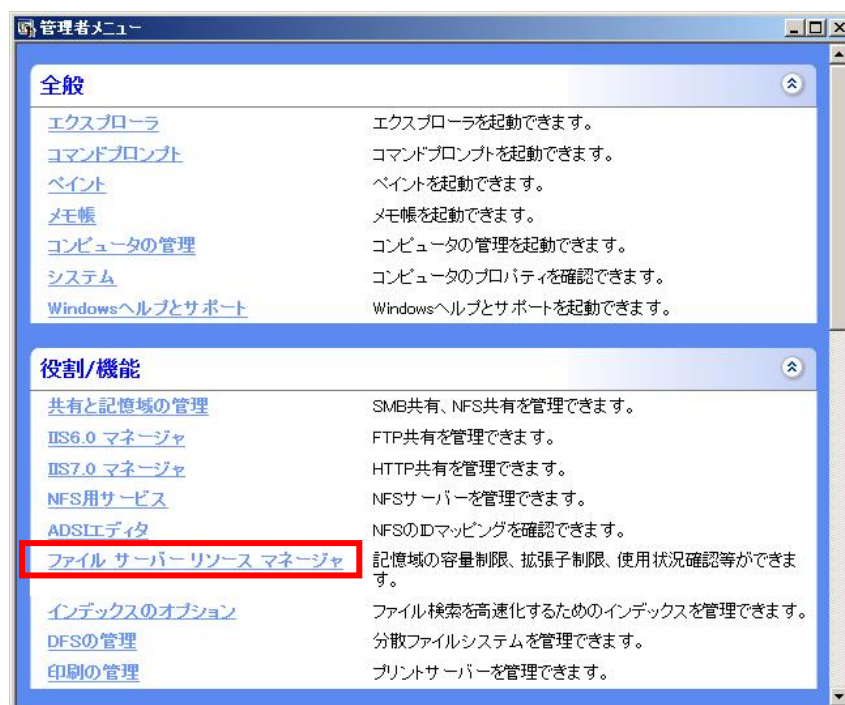 管理者メニュー
全般
エクスプローラ エクスプローラを起動できます。
コマンドプロンプト コマンドプロンプトを起動できます。
ペイント ペイントを起動できます。
メモ帳 メモ帳を起動できます。
コンピュータの管理 コンピュータの管理を起動できます。
システム コンピュータのプロパティを確認できます。
Windowsヘルプとサポート Windowsヘルプとサポートを起動できます。
役割/機能
共有と記憶域の管理 SMB共有、NFS共有を管理できます。
IIS6.0 マネージャ FTP共有を管理できます。
IIS7.0 マネージャ HTTP共有を管理できます。
NFS用サービス NFSサーバーを管理できます。
ADSIエディタ NFSのIDマッピングを確認できます。
ファイル サーバー リソース マネージャ 記憶域の容量制限、拡張子制限、使用状況確認等ができま
す。
インデックスのオプション ファイル検索を高速化するためのインデックスを管理できます。
DFSの管理 分散ファイルシステムを管理できます。
印刷の管理 プリントサーバーを管理できます。